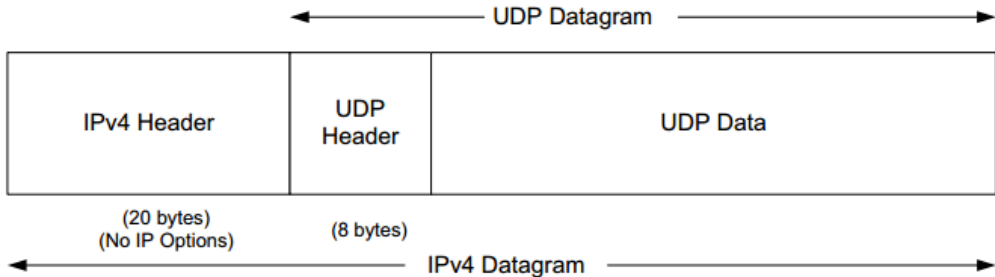 UDP Datagram
IPv4 Header
UDP
Header
UDP Data
(20 bytes)
(No IP Options)
(8 bytes)
IPv4 Datagram